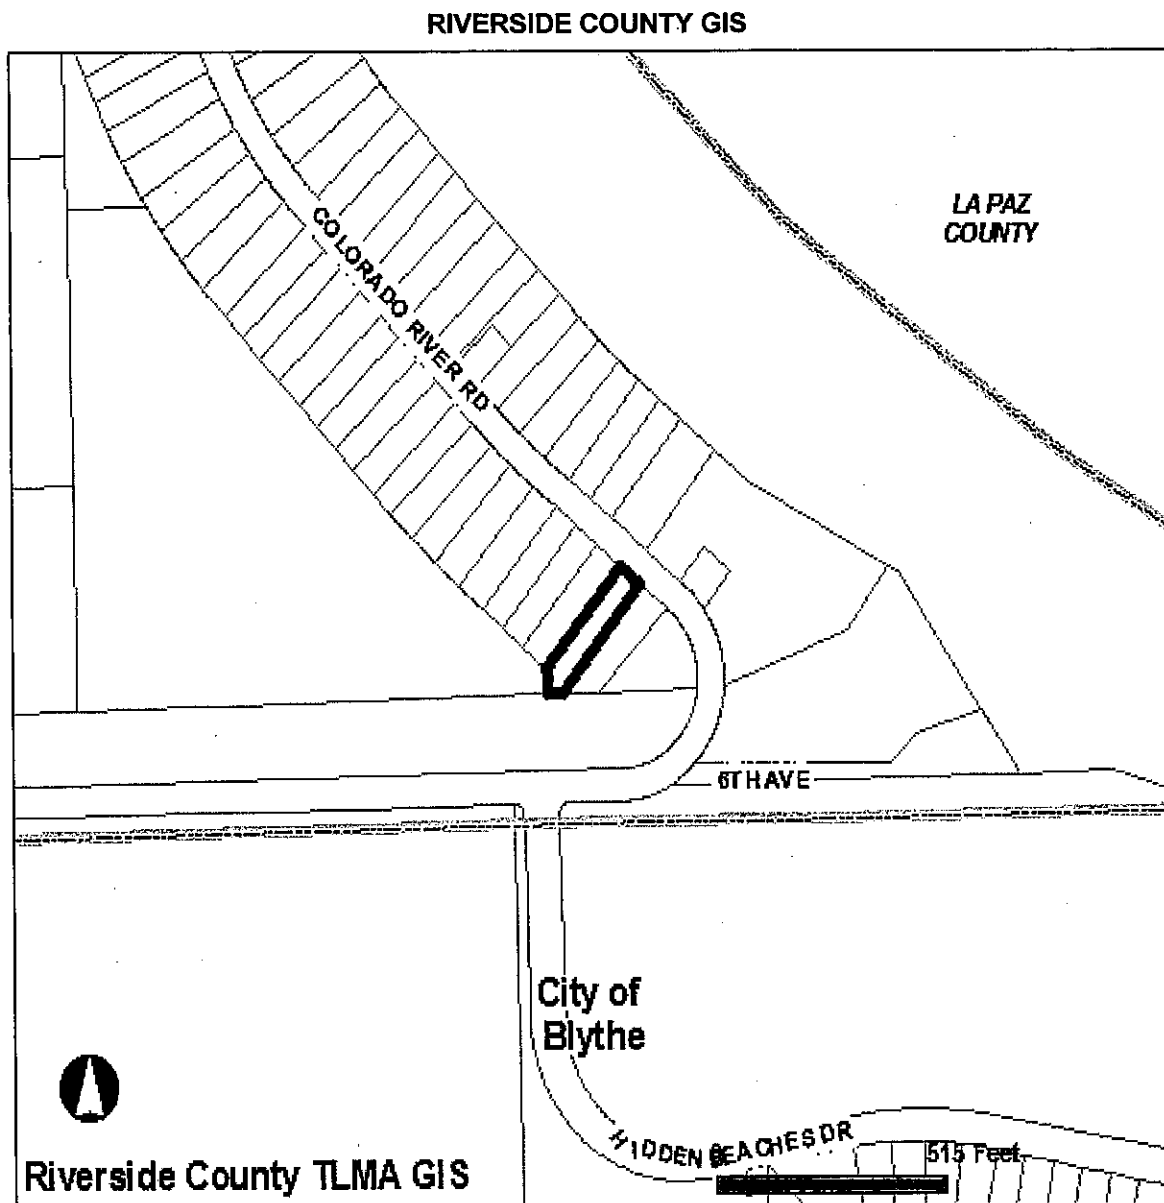 RIVERSIDE COUNTY GIS
LA PAZ
COUNTY
COLORADO RIVER RD
6TH AVE
City of
Blythe
HIDDEN BEACHES DR
515 Feet
Riverside County TLMA GIS